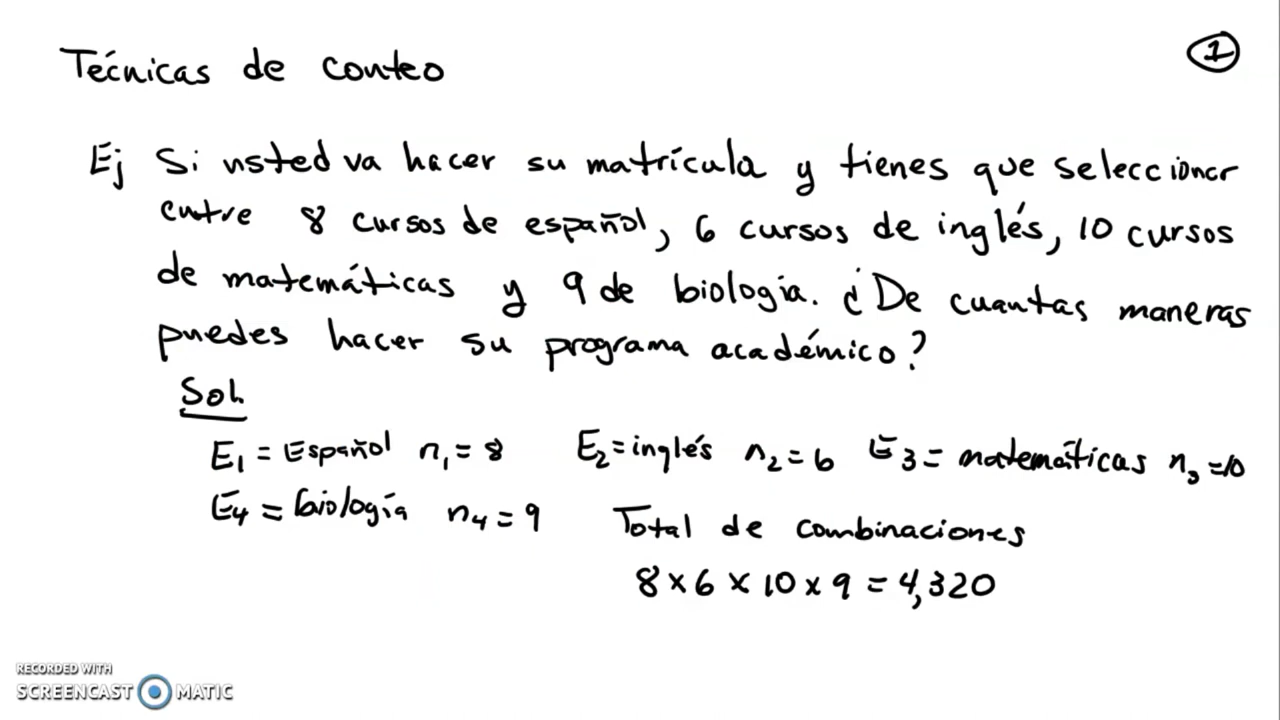 Técnicas de conteo
1
Ej Si usted va hacer su matrícula y tienes que seleccionar
entre 8 cursos de español, 6 cursos de inglés, 10 cursos
de matemáticas y 9 de biología. ¿De cuantas maneras
puedes hacer su programa académico?
Sol.
E₁ = Español n₁ = 8 E₂ = inglés n₂ = 6 E₃ = matemáticas n₃ = 10
E₄ = biología n₄ = 9 Total de combinaciones
8 × 6 × 10 × 9 = 4,320
RECORDED WITH
SCREENCAST MATIC